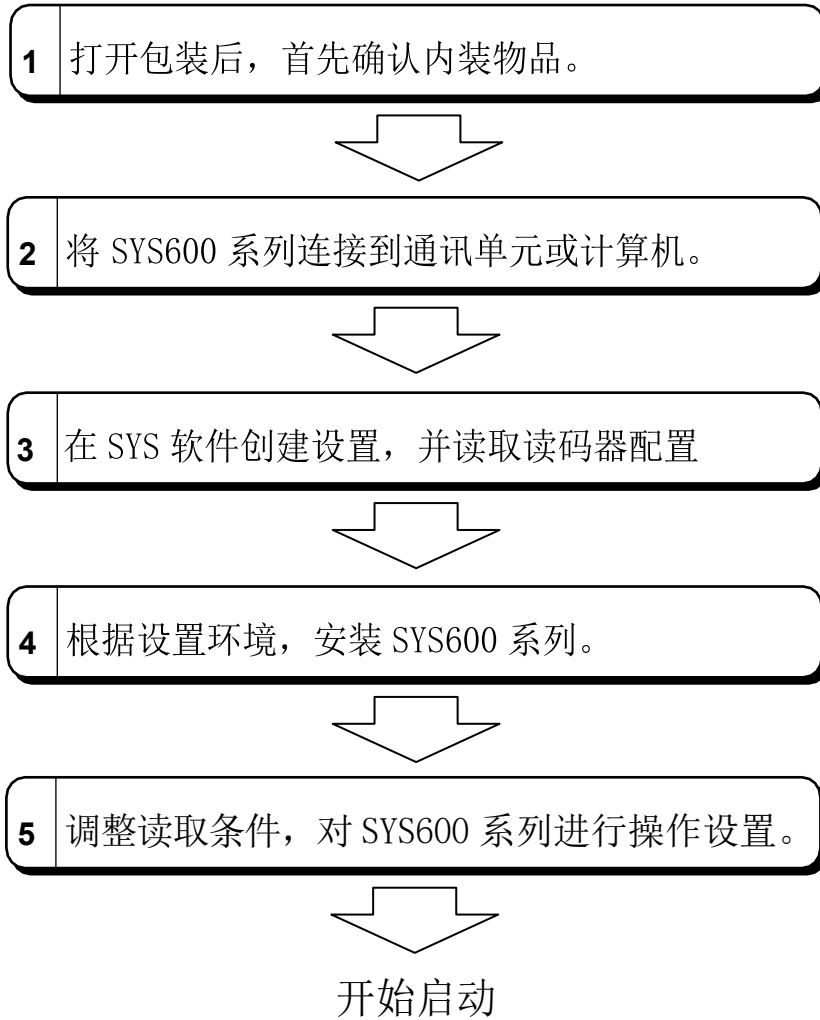 1 打开包装后，首先确认内装物品。
2 将 SYS600 系列连接到通讯单元或计算机。
3 在 SYS 软件创建设置，并读取读码器配置
4 根据设置环境，安装 SYS600 系列。
5 调整读取条件，对 SYS600 系列进行操作设置。
开始启动